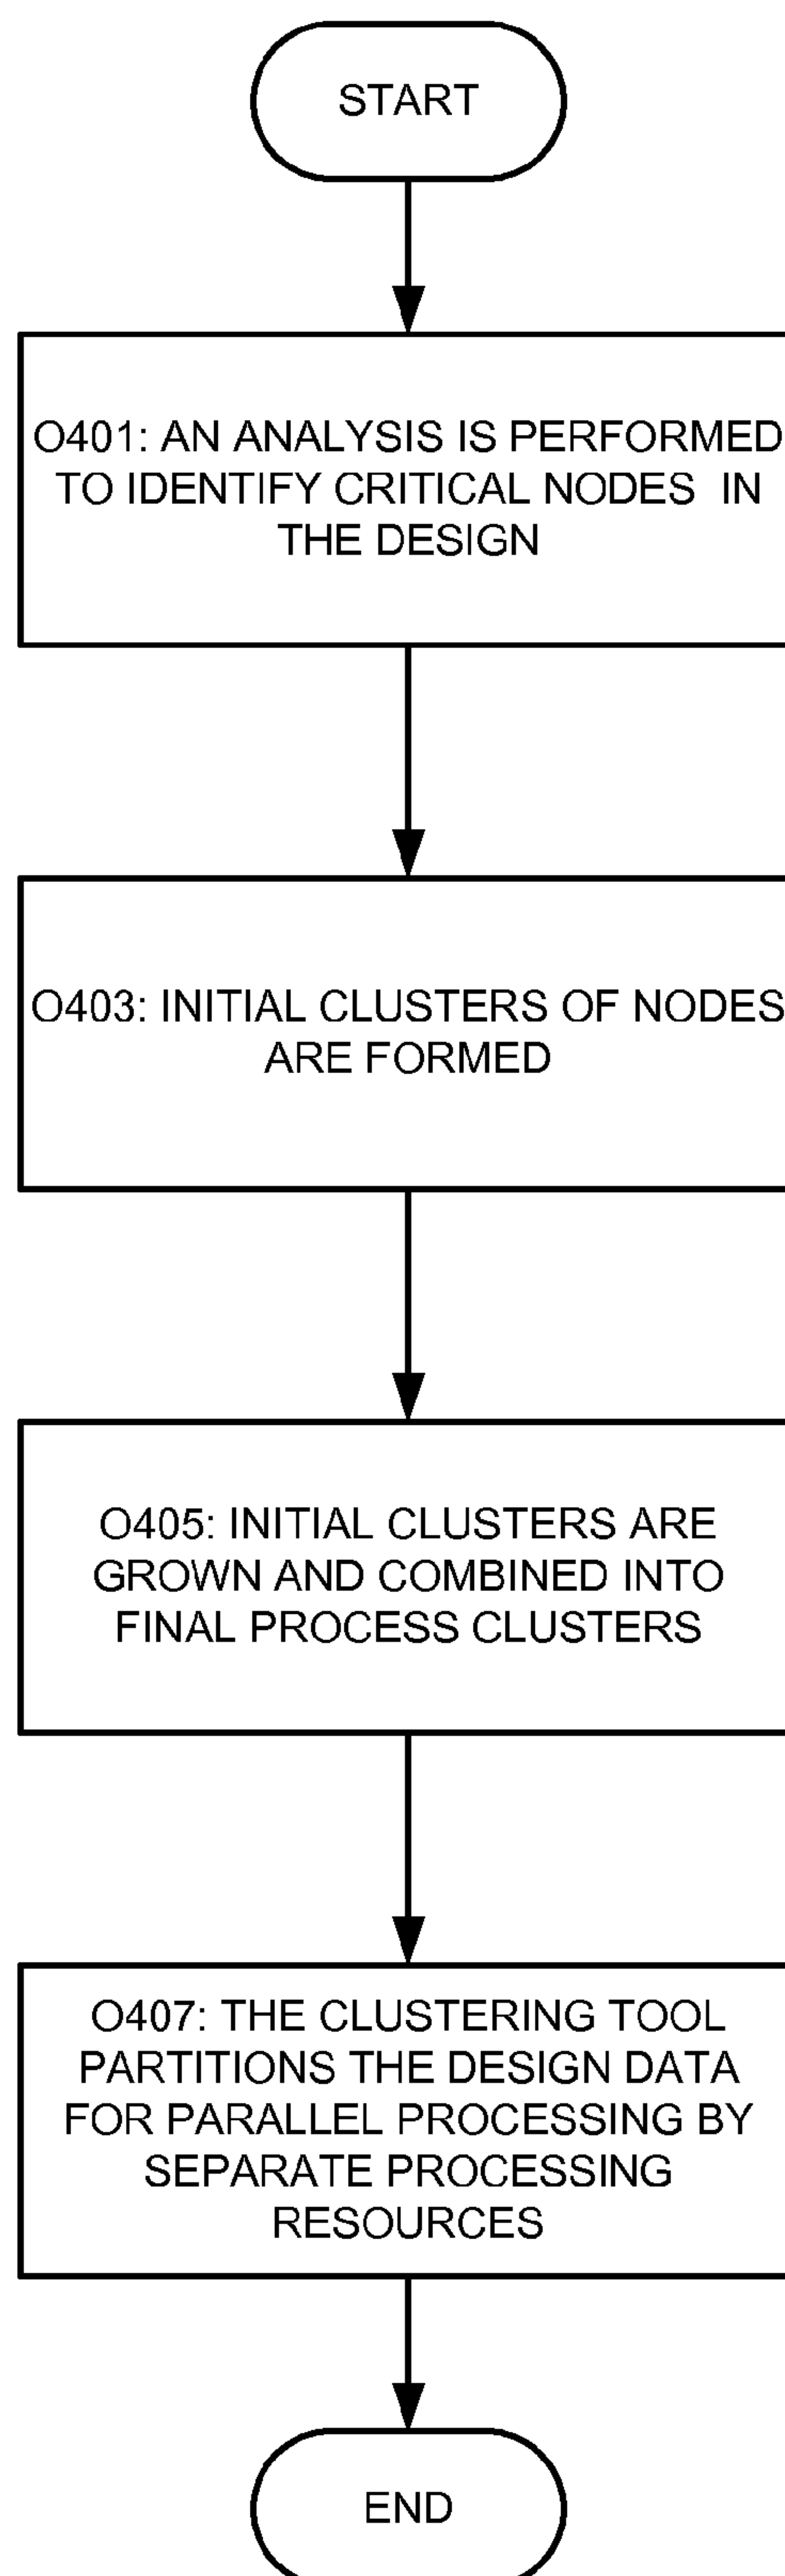 START
O401: AN ANALYSIS IS PERFORMED
TO IDENTIFY CRITICAL NODES IN
THE DESIGN
O403: INITIAL CLUSTERS OF NODES
ARE FORMED
O405: INITIAL CLUSTERS ARE
GROWN AND COMBINED INTO
FINAL PROCESS CLUSTERS
O407: THE CLUSTERING TOOL
PARTITIONS THE DESIGN DATA
FOR PARALLEL PROCESSING BY
SEPARATE PROCESSING
RESOURCES
END